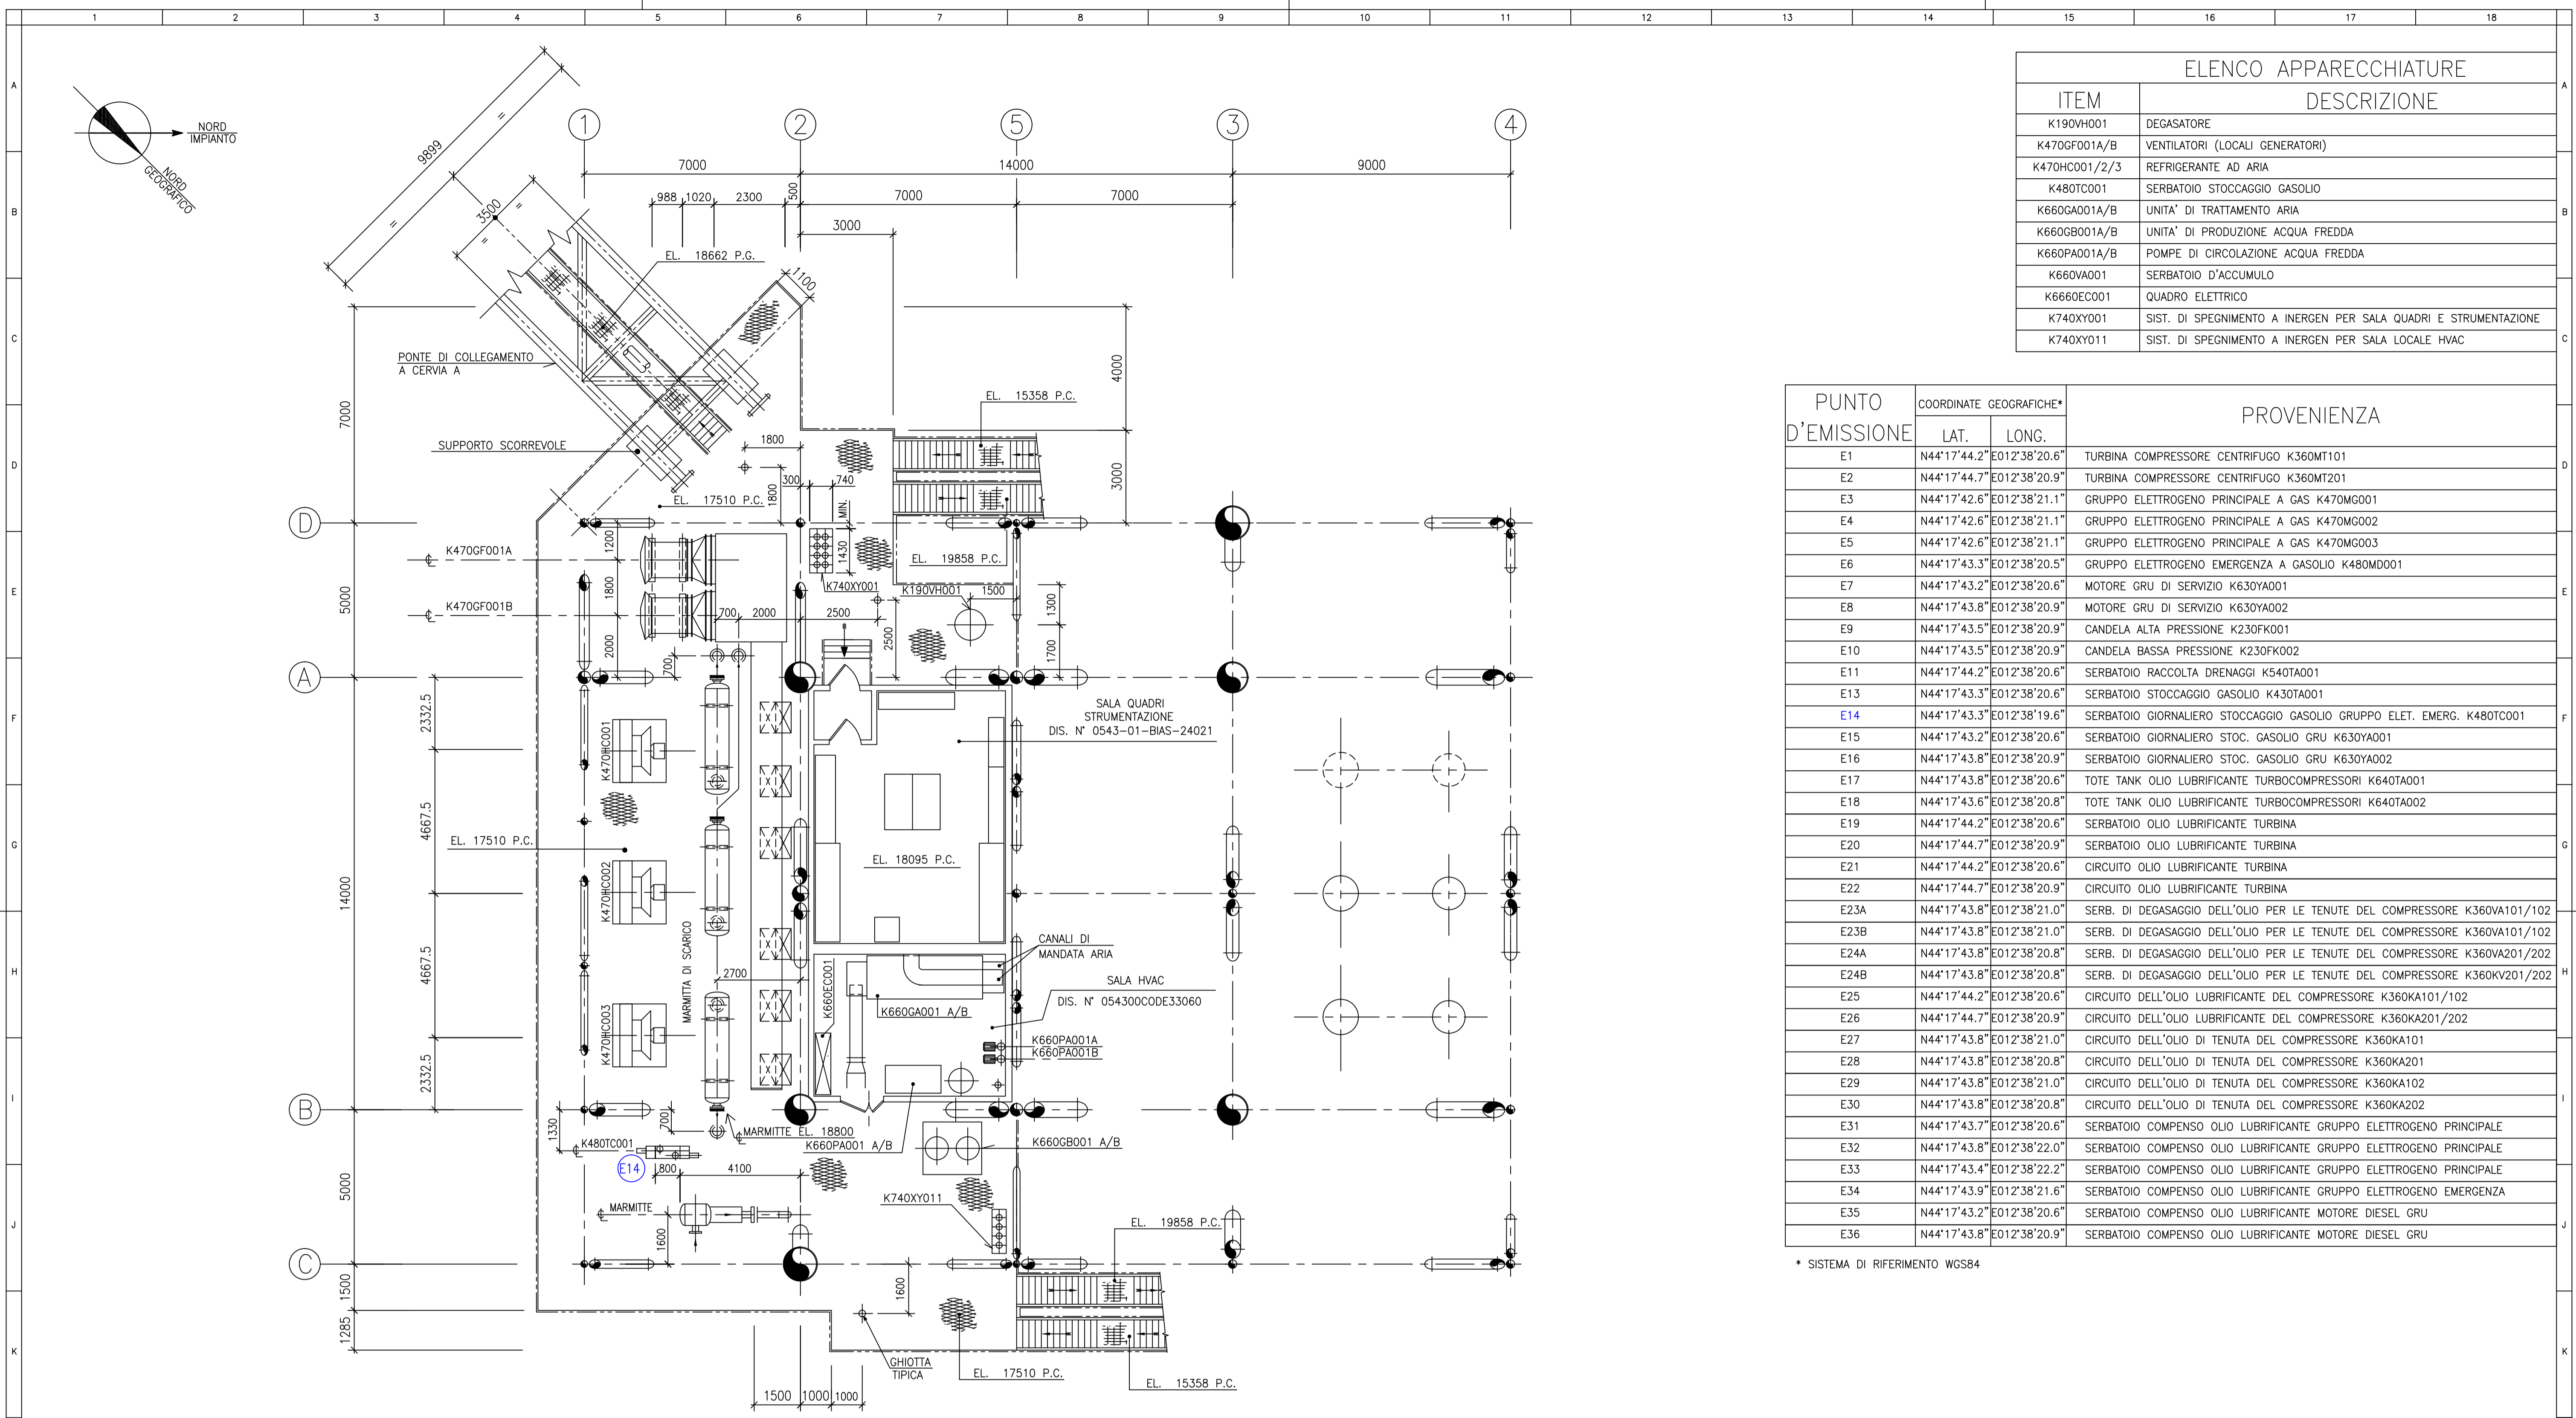 1 2 3 4 5 6 7 8 9 10 11 12 13 14 15 16 17 18
A
B
C
D
E
F
G
H
I
J
K
NORD
IMPIANTO
NORD
GEOGRAFICO
1 2 5 3 4
7000 14000 9000
988 1020 2300 500 7000 7000
3000
9899
=
=
3500
=
=
EL. 18662 P.G.
1100
PONTE DI COLLEGAMENTO
A CERVIA A
7000
4000
EL. 15358 P.C.
SUPPORTO SCORREVOLE
1800
300 740
1800
MIN.
3000
EL. 17510 P.C.
D
K470GF001A
1200
1430
EL. 19858 P.C.
5000
1800
K740XY001
K190VH001
1500
1300
K470GF001B
700 2000 2500
2000
2500
1700
700
A
2332.5
SALA QUADRI
STRUMENTAZIONE
DIS. N° 0543-01-BIAS-24021
K470HC001
4667.5
14000
EL. 17510 P.C.
EL. 18095 P.C.
K470HC002
4667.5
MARMITTA DI SCARICO
CANALI DI
MANDATA ARIA
2700
K660EC001
SALA HVAC
DIS. N° 054300CODE33060
K660GA001 A/B
K470HC003
K660PA001A
K660PA001B
2332.5
B
1330
700
MARMITTE EL. 18800
K480TC001
K660PA001 A/B
K660GB001 A/B
E14
800 4100
5000
K740XY011
MARMITTE
1600
EL. 19858 P.C.
C
1500
1600
1285
GHIOTTA
TIPICA
EL. 17510 P.C.
EL. 15358 P.C.
1500 1000 1000
ELENCO APPARECCHIATURE
ITEM DESCRIZIONE
K190VH001 DEGASATORE
K470GF001A/B VENTILATORI (LOCALI GENERATORI)
K470HC001/2/3 REFRIGERANTE AD ARIA
K480TC001 SERBATOIO STOCCAGGIO GASOLIO
K660GA001A/B UNITA' DI TRATTAMENTO ARIA
K660GB001A/B UNITA' DI PRODUZIONE ACQUA FREDDA
K660PA001A/B POMPE DI CIRCOLAZIONE ACQUA FREDDA
K660VA001 SERBATOIO D'ACCUMULO
K6660EC001 QUADRO ELETTRICO
K740XY001 SIST. DI SPEGNIMENTO A INERGEN PER SALA QUADRI E STRUMENTAZIONE
K740XY011 SIST. DI SPEGNIMENTO A INERGEN PER SALA LOCALE HVAC
PUNTO D'EMISSIONE COORDINATE GEOGRAFICHE* PROVENIENZA
LAT. LONG.
E1 N44°17'44.2" E012°38'20.6" TURBINA COMPRESSORE CENTRIFUGO K360MT101
E2 N44°17'44.7" E012°38'20.9" TURBINA COMPRESSORE CENTRIFUGO K360MT201
E3 N44°17'42.6" E012°38'21.1" GRUPPO ELETTROGENO PRINCIPALE A GAS K470MG001
E4 N44°17'42.6" E012°38'21.1" GRUPPO ELETTROGENO PRINCIPALE A GAS K470MG002
E5 N44°17'42.6" E012°38'21.1" GRUPPO ELETTROGENO PRINCIPALE A GAS K470MG003
E6 N44°17'43.3" E012°38'20.5" GRUPPO ELETTROGENO EMERGENZA A GASOLIO K480MD001
E7 N44°17'43.2" E012°38'20.6" MOTORE GRU DI SERVIZIO K630YA001
E8 N44°17'43.8" E012°38'20.9" MOTORE GRU DI SERVIZIO K630YA002
E9 N44°17'43.5" E012°38'20.9" CANDELA ALTA PRESSIONE K230FK001
E10 N44°17'43.5" E012°38'20.9" CANDELA BASSA PRESSIONE K230FK002
E11 N44°17'44.2" E012°38'20.6" SERBATOIO RACCOLTA DRENAGGI K540TA001
E13 N44°17'43.3" E012°38'20.6" SERBATOIO STOCCAGGIO GASOLIO K430TA001
E14 N44°17'43.3" E012°38'19.6" SERBATOIO GIORNALIERO STOCCAGGIO GASOLIO GRUPPO ELET. EMERG. K480TC001
E15 N44°17'43.2" E012°38'20.6" SERBATOIO GIORNALIERO STOC. GASOLIO GRU K630YA001
E16 N44°17'43.8" E012°38'20.9" SERBATOIO GIORNALIERO STOC. GASOLIO GRU K630YA002
E17 N44°17'43.8" E012°38'20.6" TOTE TANK OLIO LUBRIFICANTE TURBOCOMPRESSORI K640TA001
E18 N44°17'43.6" E012°38'20.8" TOTE TANK OLIO LUBRIFICANTE TURBOCOMPRESSORI K640TA002
E19 N44°17'44.2" E012°38'20.6" SERBATOIO OLIO LUBRIFICANTE TURBINA
E20 N44°17'44.7" E012°38'20.9" SERBATOIO OLIO LUBRIFICANTE TURBINA
E21 N44°17'44.2" E012°38'20.6" CIRCUITO OLIO LUBRIFICANTE TURBINA
E22 N44°17'44.7" E012°38'20.9" CIRCUITO OLIO LUBRIFICANTE TURBINA
E23A N44°17'43.8" E012°38'21.0" SERB. DI DEGASAGGIO DELL'OLIO PER LE TENUTE DEL COMPRESSORE K360VA101/102
E23B N44°17'43.8" E012°38'21.0" SERB. DI DEGASAGGIO DELL'OLIO PER LE TENUTE DEL COMPRESSORE K360VA101/102
E24A N44°17'43.8" E012°38'20.8" SERB. DI DEGASAGGIO DELL'OLIO PER LE TENUTE DEL COMPRESSORE K360VA201/202
E24B N44°17'43.8" E012°38'20.8" SERB. DI DEGASAGGIO DELL'OLIO PER LE TENUTE DEL COMPRESSORE K360KV201/202
E25 N44°17'44.2" E012°38'20.6" CIRCUITO DELL'OLIO LUBRIFICANTE DEL COMPRESSORE K360KA101/102
E26 N44°17'44.7" E012°38'20.9" CIRCUITO DELL'OLIO LUBRIFICANTE DEL COMPRESSORE K360KA201/202
E27 N44°17'43.8" E012°38'21.0" CIRCUITO DELL'OLIO DI TENUTA DEL COMPRESSORE K360KA101
E28 N44°17'43.8" E012°38'20.8" CIRCUITO DELL'OLIO DI TENUTA DEL COMPRESSORE K360KA201
E29 N44°17'43.8" E012°38'21.0" CIRCUITO DELL'OLIO DI TENUTA DEL COMPRESSORE K360KA102
E30 N44°17'43.8" E012°38'20.8" CIRCUITO DELL'OLIO DI TENUTA DEL COMPRESSORE K360KA202
E31 N44°17'43.7" E012°38'20.6" SERBATOIO COMPENSO OLIO LUBRIFICANTE GRUPPO ELETTROGENO PRINCIPALE
E32 N44°17'43.8" E012°38'22.0" SERBATOIO COMPENSO OLIO LUBRIFICANTE GRUPPO ELETTROGENO PRINCIPALE
E33 N44°17'43.4" E012°38'22.2" SERBATOIO COMPENSO OLIO LUBRIFICANTE GRUPPO ELETTROGENO PRINCIPALE
E34 N44°17'43.9" E012°38'21.6" SERBATOIO COMPENSO OLIO LUBRIFICANTE GRUPPO ELETTROGENO EMERGENZA
E35 N44°17'43.2" E012°38'20.6" SERBATOIO COMPENSO OLIO LUBRIFICANTE MOTORE DIESEL GRU
E36 N44°17'43.8" E012°38'20.9" SERBATOIO COMPENSO OLIO LUBRIFICANTE MOTORE DIESEL GRU
* SISTEMA DI RIFERIMENTO WGS84